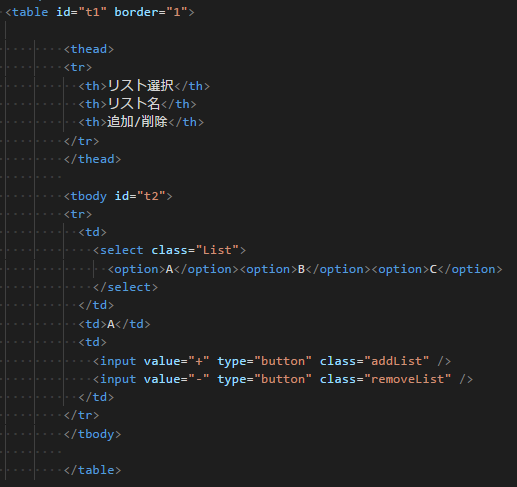 <table id="t1" border="1">
<thead>
<tr>
<th>リスト選択</th>
<th>リスト名</th>
<th>追加/削除</th>
</tr>
</thead>
<tbody id="t2">
<tr>
<td>
<select class="List">
<option>A</option><option>B</option><option>C</option>
</select>
</td>
<td>A</td>
<td>
<input value="+" type="button" class="addList" />
<input value="-" type="button" class="removeList" />
</td>
</tr>
</tbody>
</table>